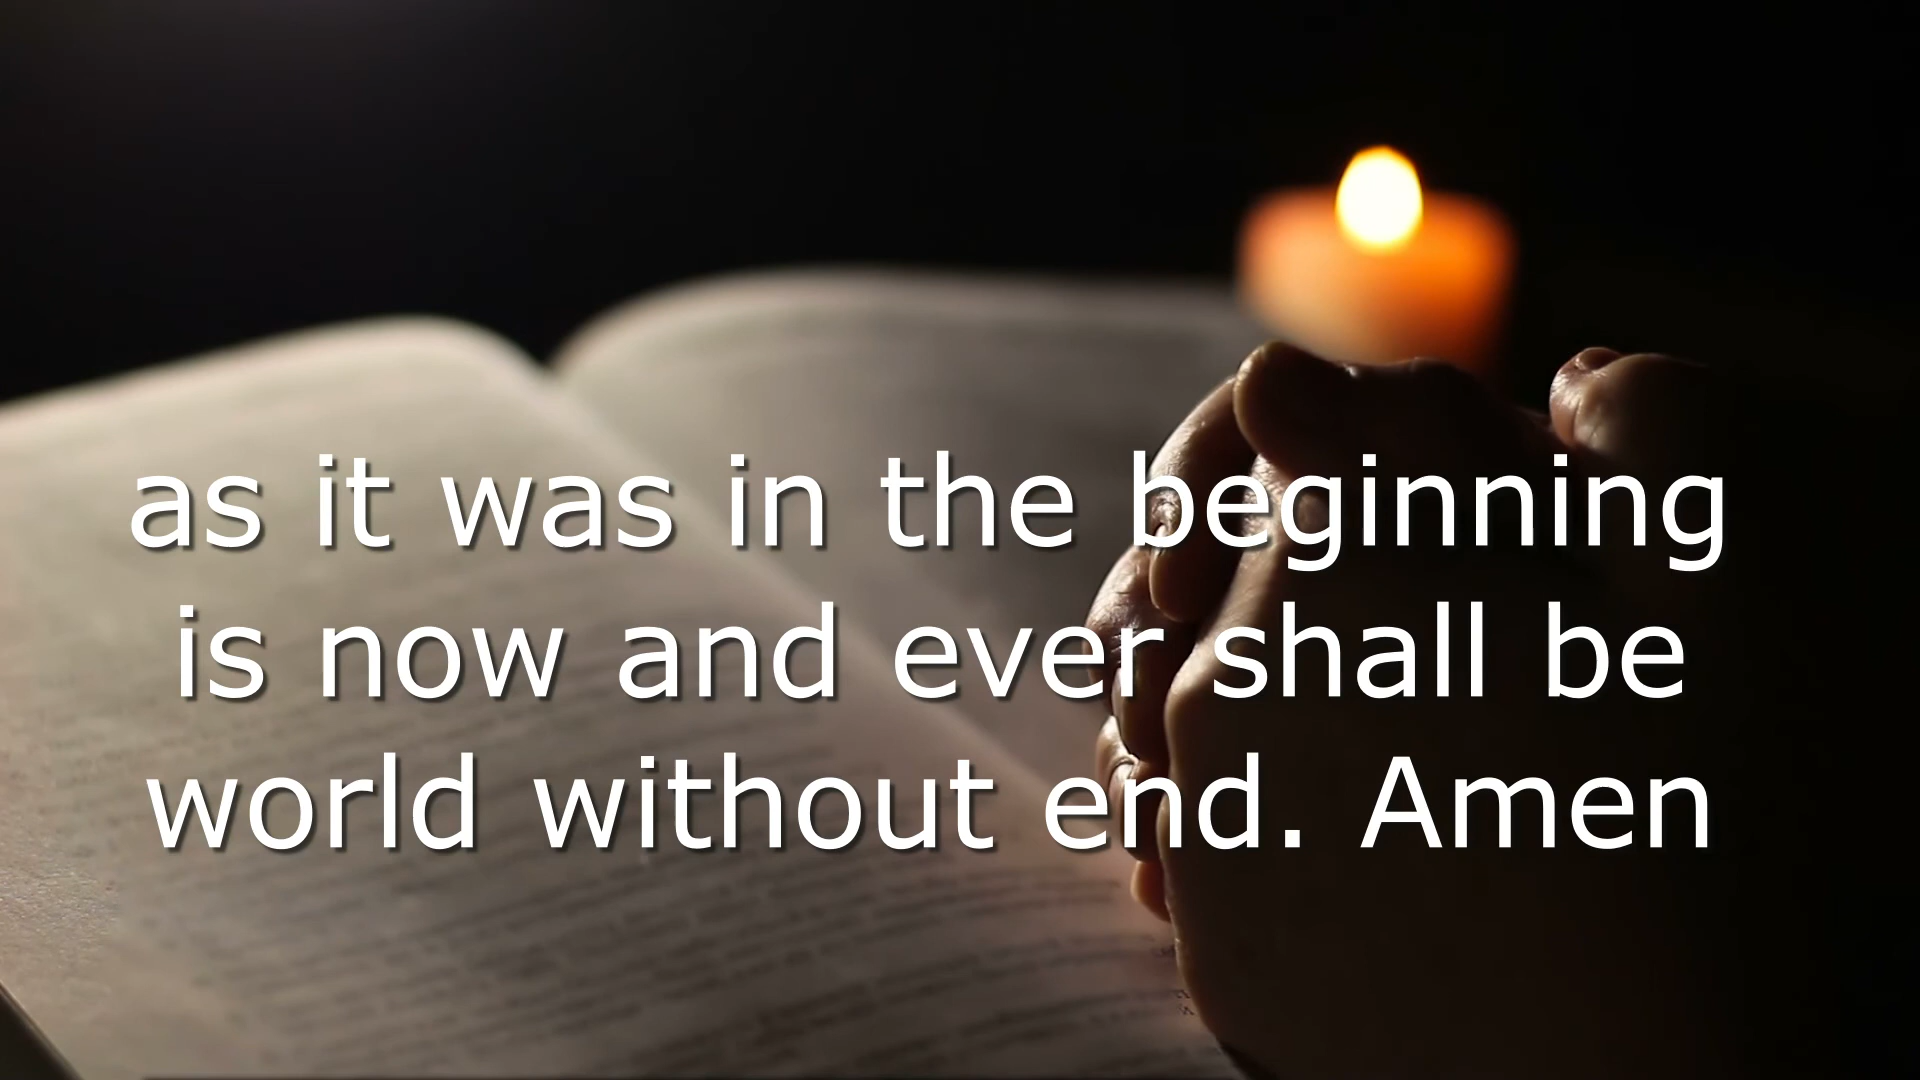 as it was in the beginning
is now and ever shall be
world without end. Amen